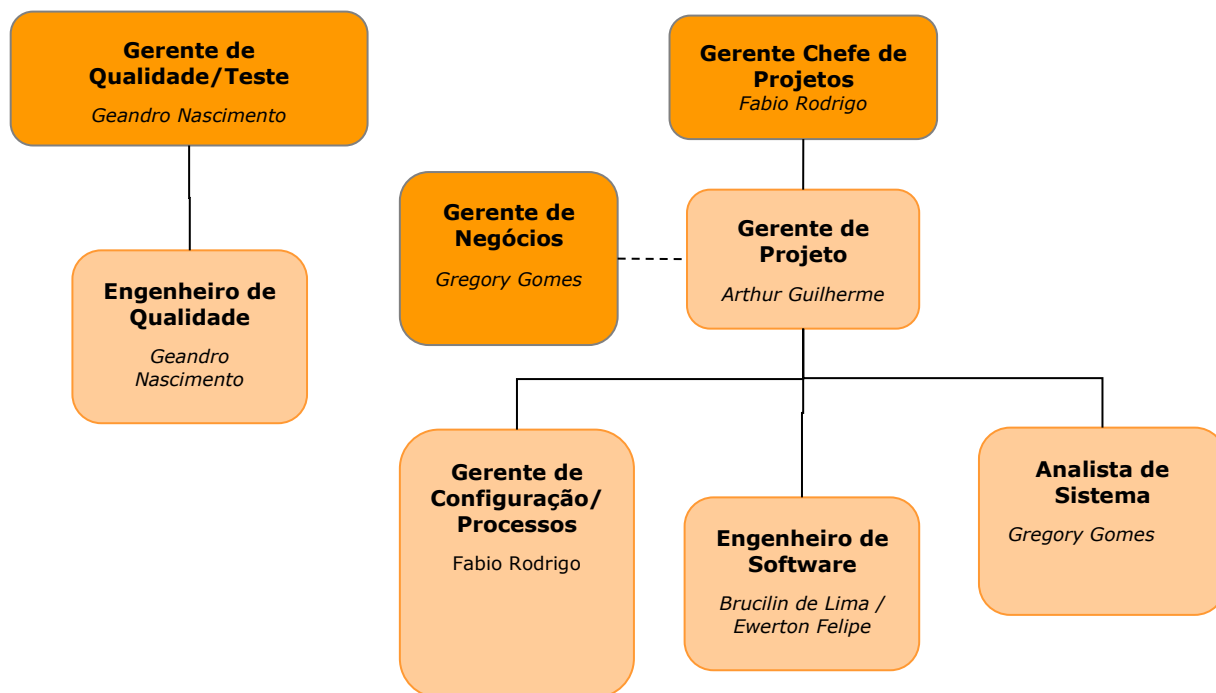 Gerente de
Qualidade/Teste
Geandro Nascimento
Gerente Chefe de
Projetos
Fabio Rodrigo
Gerente de
Negócios
Gregory Gomes
Gerente de
Projeto
Arthur Guilherme
Engenheiro de
Qualidade
Geandro
Nascimento
Gerente de
Configuração/
Processos
Fabio Rodrigo
Engenheiro de
Software
Brucilin de Lima /
Ewerton Felipe
Analista de
Sistema
Gregory Gomes